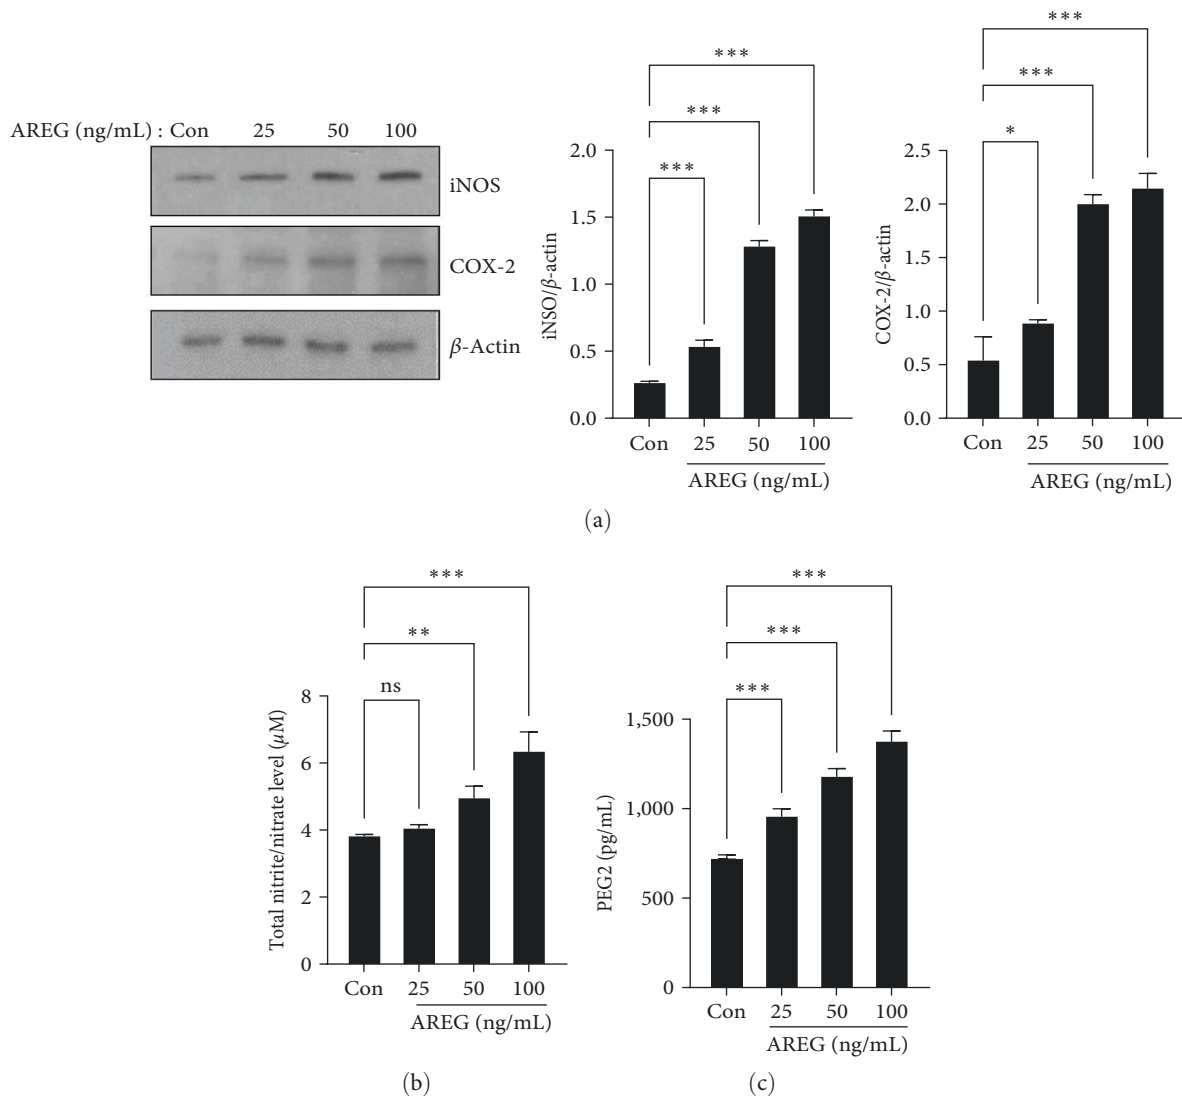 AREG (ng/mL) : Con 25 50 100
iNOS
COX-2
β-Actin
***
***
***
2.0
1.5
1.0
0.5
0.0
iNSO/β-actin
Con 25 50 100
AREG (ng/mL)
***
***
*
2.5
2.0
1.5
1.0
0.5
0.0
COX-2/β-actin
Con 25 50 100
AREG (ng/mL)
(a)
***
**
ns
8
6
4
2
0
Total nitrite/nitrate level (μM)
Con 25 50 100
AREG (ng/mL)
(b)
***
***
***
1,500
1,000
500
0
PEG2 (pg/mL)
Con 25 50 100
AREG (ng/mL)
(c)